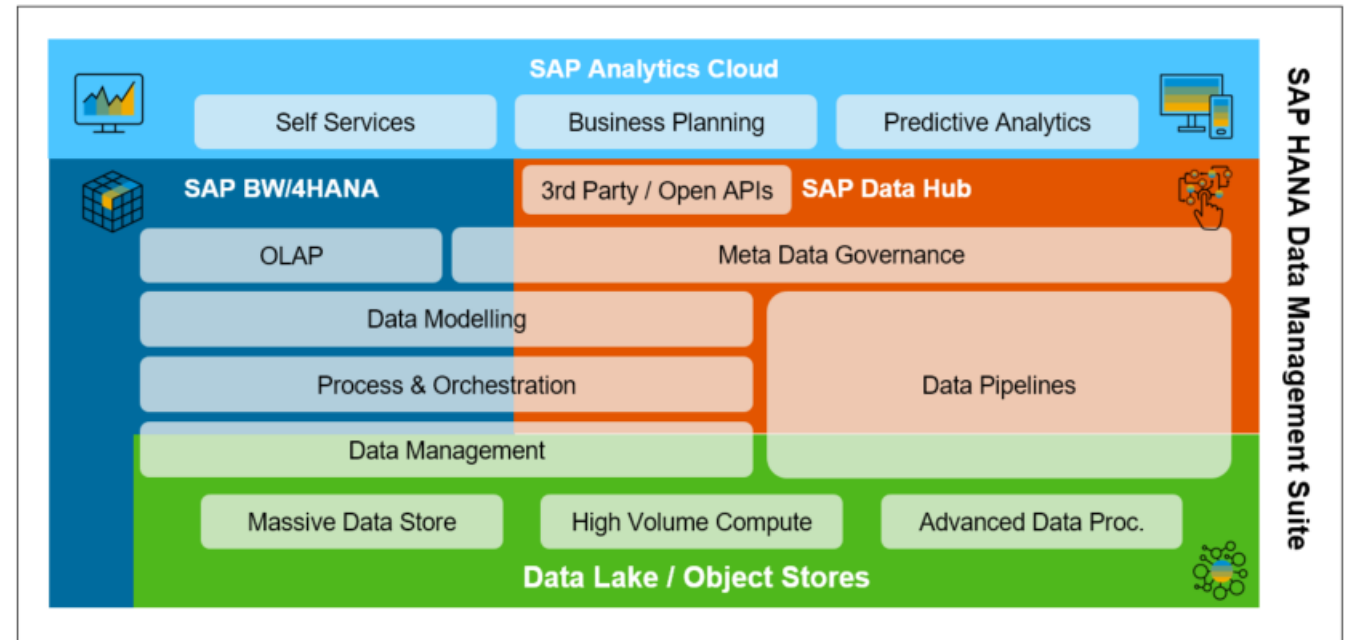 SAP Analytics Cloud
Self Services
Business Planning
Predictive Analytics
SAP BW/4HANA
3rd Party / Open APIs
SAP Data Hub
OLAP
Meta Data Governance
Data Modelling
Process & Orchestration
Data Pipelines
Data Management
Massive Data Store
High Volume Compute
Advanced Data Proc.
Data Lake / Object Stores
SAP HANA Data Management Suite